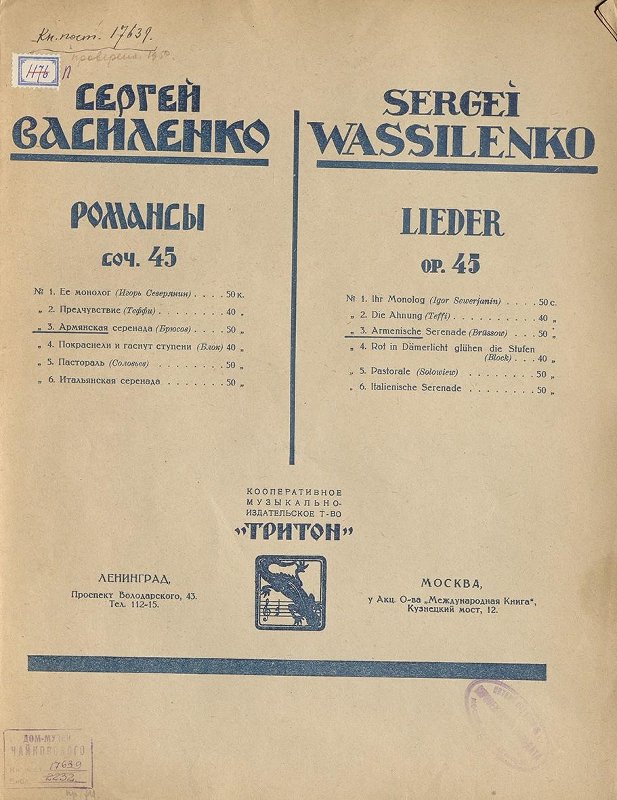 Кн. пост. 17639.
проверена 1950
1176
П
СЕРГЕЙ
ВАСИЛЕНКО
РОМАНСЫ
соч. 45
№ 1. Ее монолог (Игорь Северянин) . . . . 50 к.
„ 2. Предчувствие (Тэффи) . . . . . . . 40 „
„ 3. Армянская серенада (Брюсов) . . . . . 50 „
„ 4. Покраснели и гаснут ступени (Блок) 40 „
„ 5. Пастораль (Соловьев) . . . . . . . . 50 „
„ 6. Итальянская серенада . . . . . . . 50 „
SERGEÏ
WASSILENKO
LIEDER
op. 45
№ 1. Ihr Monolog (Igor Sewerjanin) . . . . 50 c.
„ 2. Die Ahnung (Teffi) . . . . . . . . . 40 „
„ 3. Armenische Serenade (Brüssow) . . . . 50 „
„ 4. Rot in Dämerlicht glühen die Stufen
(Block) . . . 40 „
„ 5. Pastorale (Solowiew) . . . . . . . . 50 „
„ 6. Italienische Serenade . . . . . . . . 50 „
КООПЕРАТИВНОЕ
МУЗЫКАЛЬНО-
ИЗДАТЕЛЬСКОЕ Т-ВО
„ТРИТОН"
ЛЕНИНГРАД,
Проспект Володарского, 43.
Тел. 112-15.
МОСКВА,
у Акц. О-ва „Международная Книга",
Кузнецкий мост, 12.
ДОМ-МУЗЕЙ
ЧАЙКОВСКОГО
17639
2232